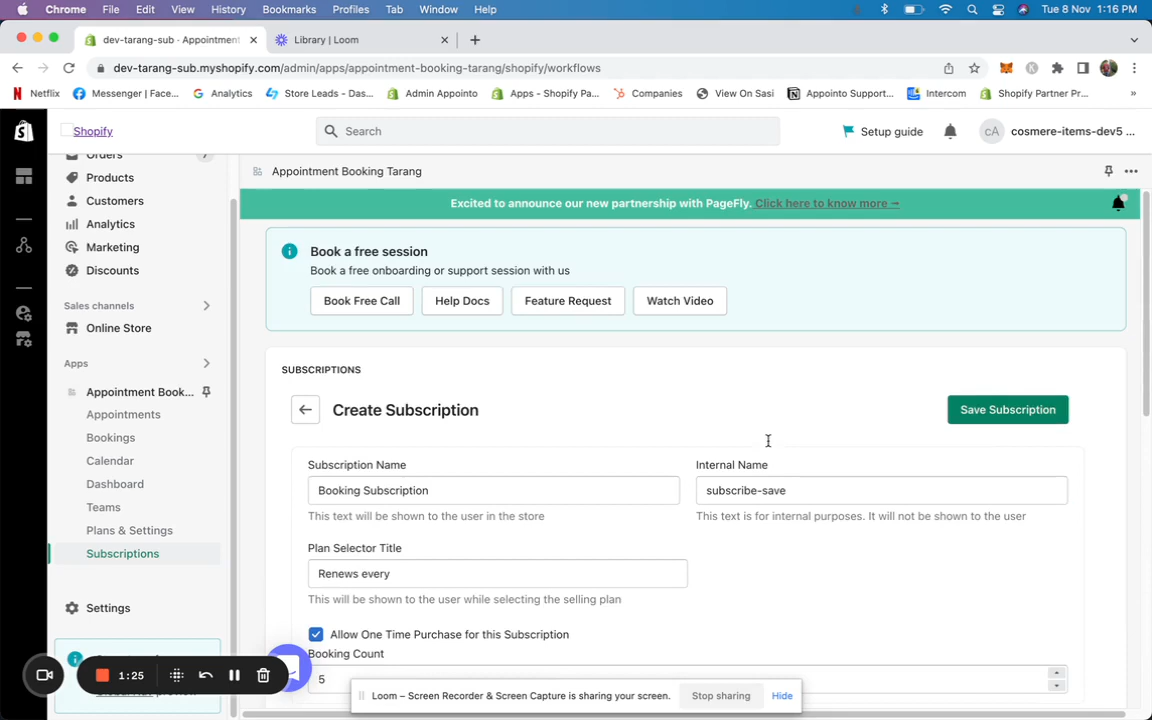 Chrome File Edit View History Bookmarks Profiles Tab Window Help Tue 8 Nov 1:16 PM
dev-tarang-sub · Appointment Library | Loom
dev-tarang-sub.myshopify.com/admin/apps/appointment-booking-tarang/shopify/workflows
Netflix Messenger | Face... Analytics Store Leads - Das... Admin Appointo Apps - Shopify Pa... Companies View On Sasi Appointo Support... Intercom Shopify Partner Pr... »
Shopify Search Setup guide cA cosmere-items-dev5 ...
Orders 7
Products
Customers
Analytics
Marketing
Discounts
Sales channels
Online Store
Apps
Appointment Book...
Appointments
Bookings
Calendar
Dashboard
Teams
Plans & Settings
Subscriptions
Settings
Appointment Booking Tarang
Excited to announce our new partnership with PageFly. Click here to know more →
Book a free session
Book a free onboarding or support session with us
Book Free Call Help Docs Feature Request Watch Video
SUBSCRIPTIONS
Create Subscription Save Subscription
Subscription Name Internal Name
Booking Subscription subscribe-save
This text will be shown to the user in the store This text is for internal purposes. It will not be shown to the user
Plan Selector Title
Renews every
This will be shown to the user while selecting the selling plan
Allow One Time Purchase for this Subscription
Booking Count
5
1:25
Loom – Screen Recorder & Screen Capture is sharing your screen. Stop sharing Hide